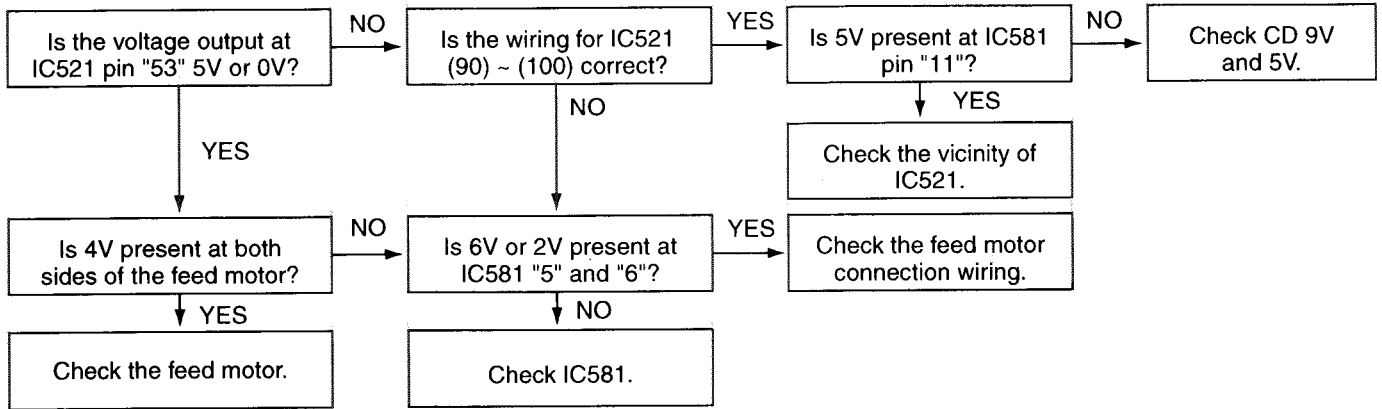 Is the voltage output at
IC521 pin "53" 5V or 0V?
NO
Is the wiring for IC521
(90) ~ (100) correct?
YES
Is 5V present at IC581
pin "11"?
NO
Check CD 9V
and 5V.
YES
NO
YES
Check the vicinity of
IC521.
Is 4V present at both
sides of the feed motor?
NO
Is 6V or 2V present at
IC581 "5" and "6"?
YES
Check the feed motor
connection wiring.
YES
NO
Check the feed motor.
Check IC581.